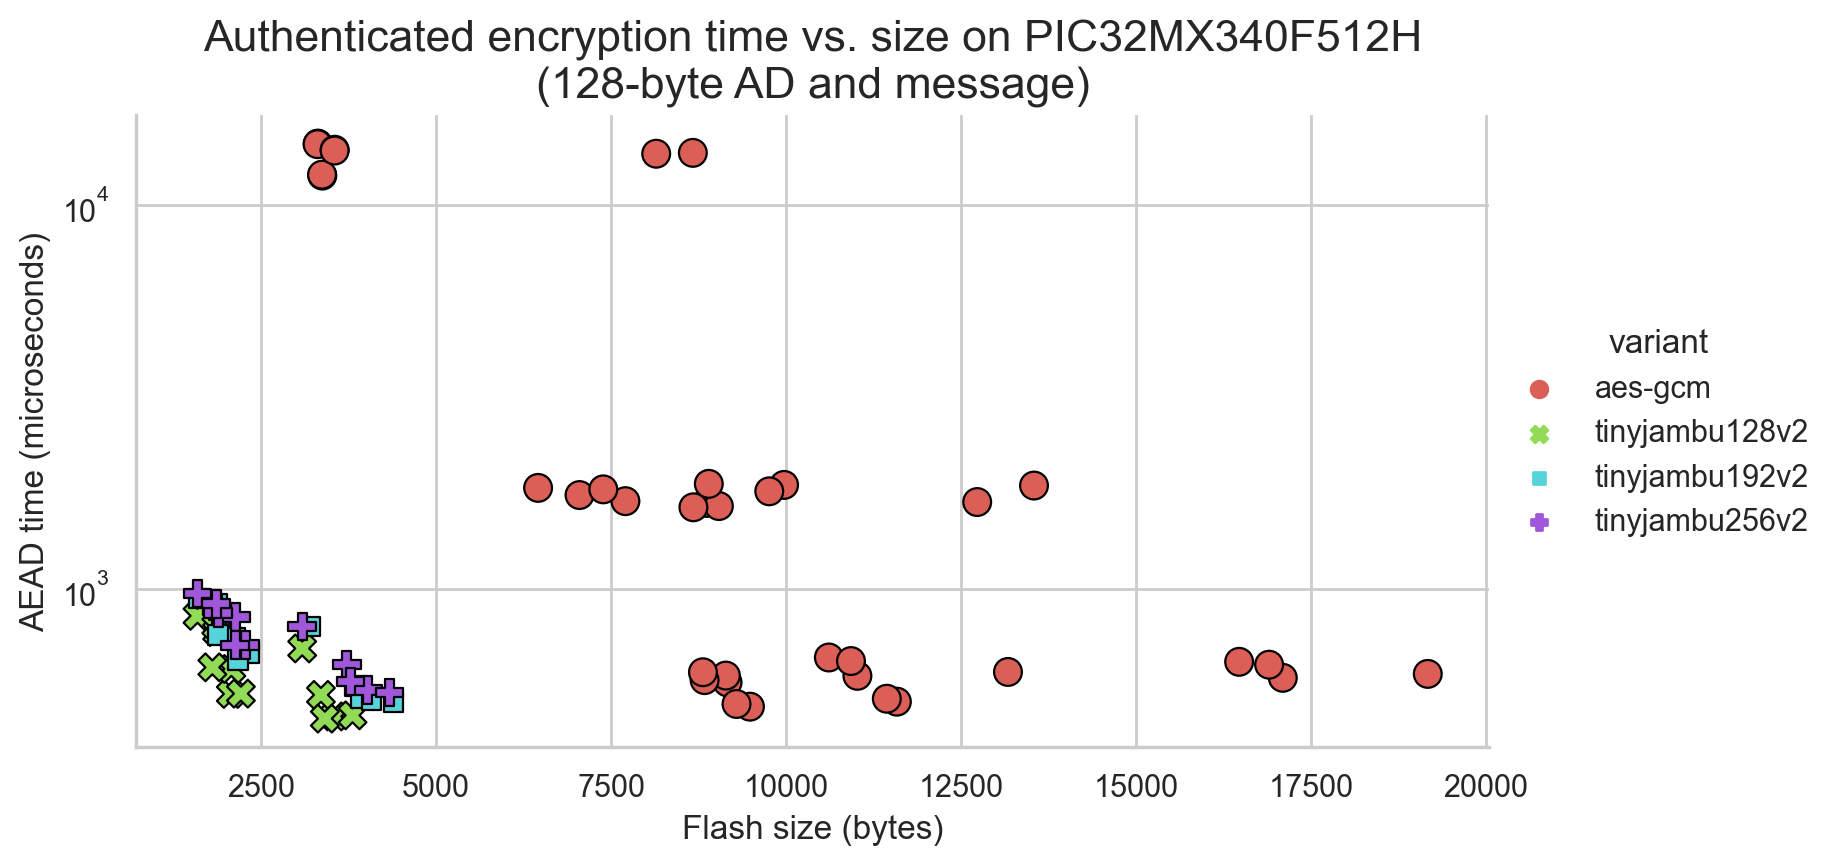 Authenticated encryption time vs. size on PIC32MX340F512H
(128-byte AD and message)
AEAD time (microseconds)
10^4
10^3
2500 5000 7500 10000 12500 15000 17500 20000
Flash size (bytes)
variant
aes-gcm
tinyjambu128v2
tinyjambu192v2
tinyjambu256v2